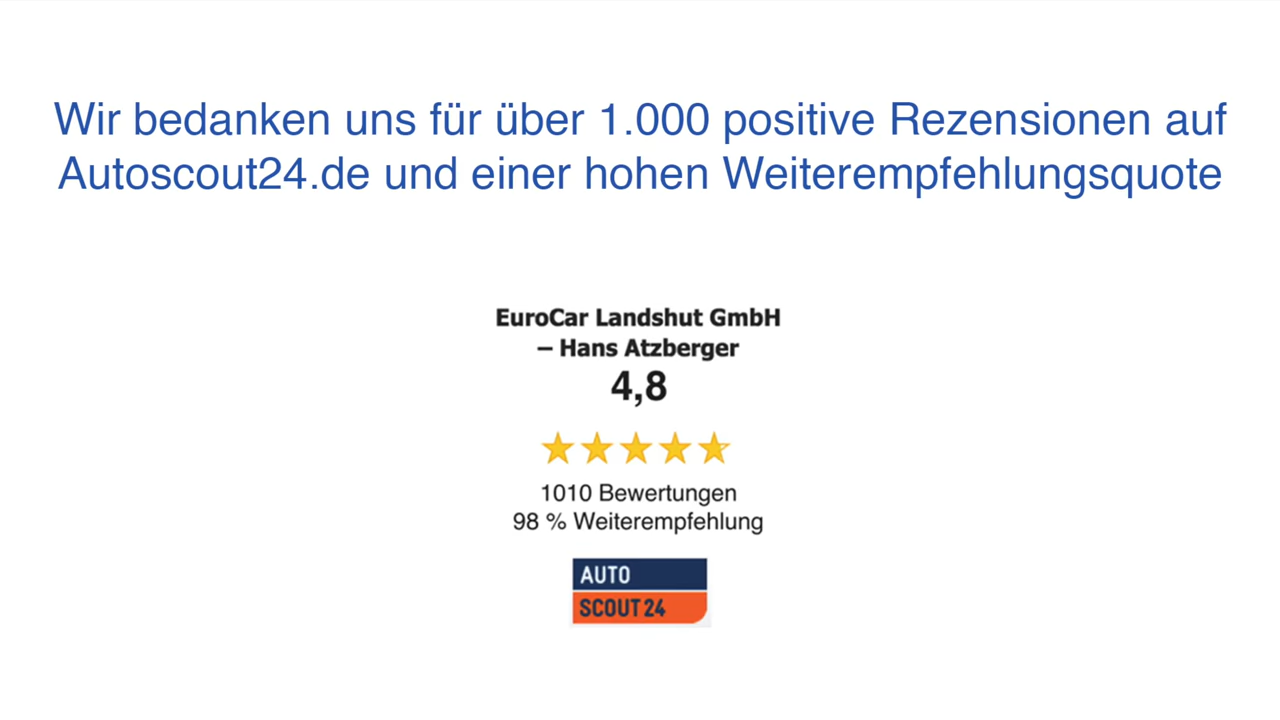 Wir bedanken uns für über 1.000 positive Rezensionen auf
Autoscout24.de und einer hohen Weiterempfehlungsquote
EuroCar Landshut GmbH
– Hans Atzberger
4,8
1010 Bewertungen
98 % Weiterempfehlung
AUTO
SCOUT24